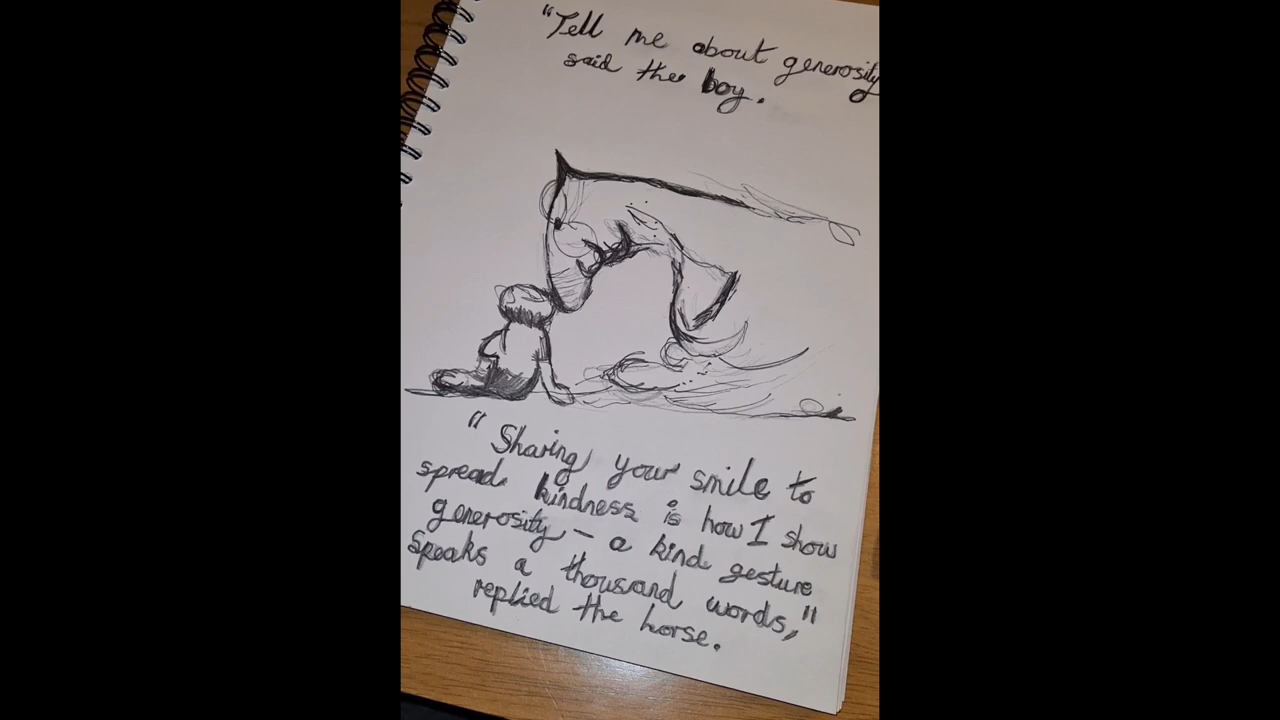 "Tell me about generosity
said the boy.
"Sharing your smile to
spread kindness is how I show
generosity - a kind gesture
speaks a thousand words,"
replied the horse.